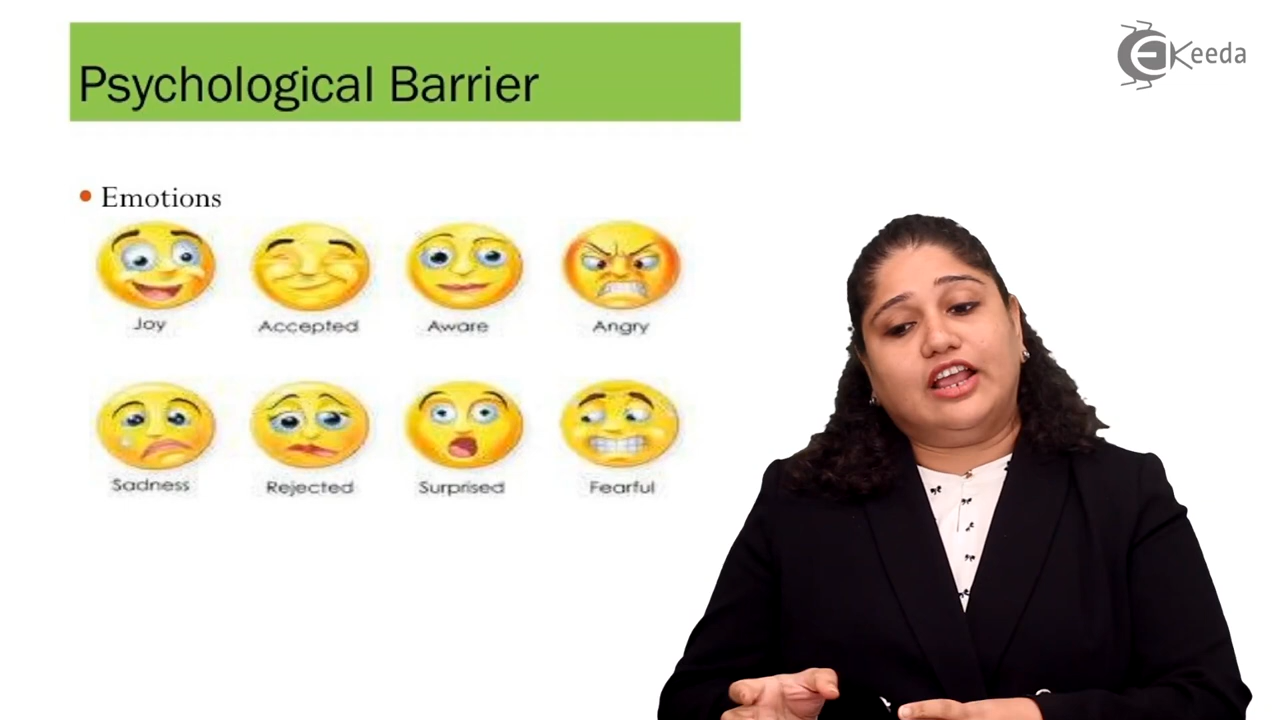 Psychological Barrier
EKeeda
• Emotions
Joy Accepted Aware Angry
Sadness Rejected Surprised Fearful